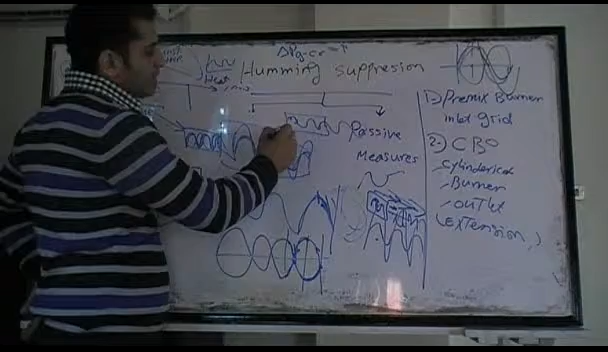 Heat
Humming suppresion
Passive
Measures
1) Premix Burner
inlet grid
2) CBO
Cylinderical
Burner
outlet
(extension)